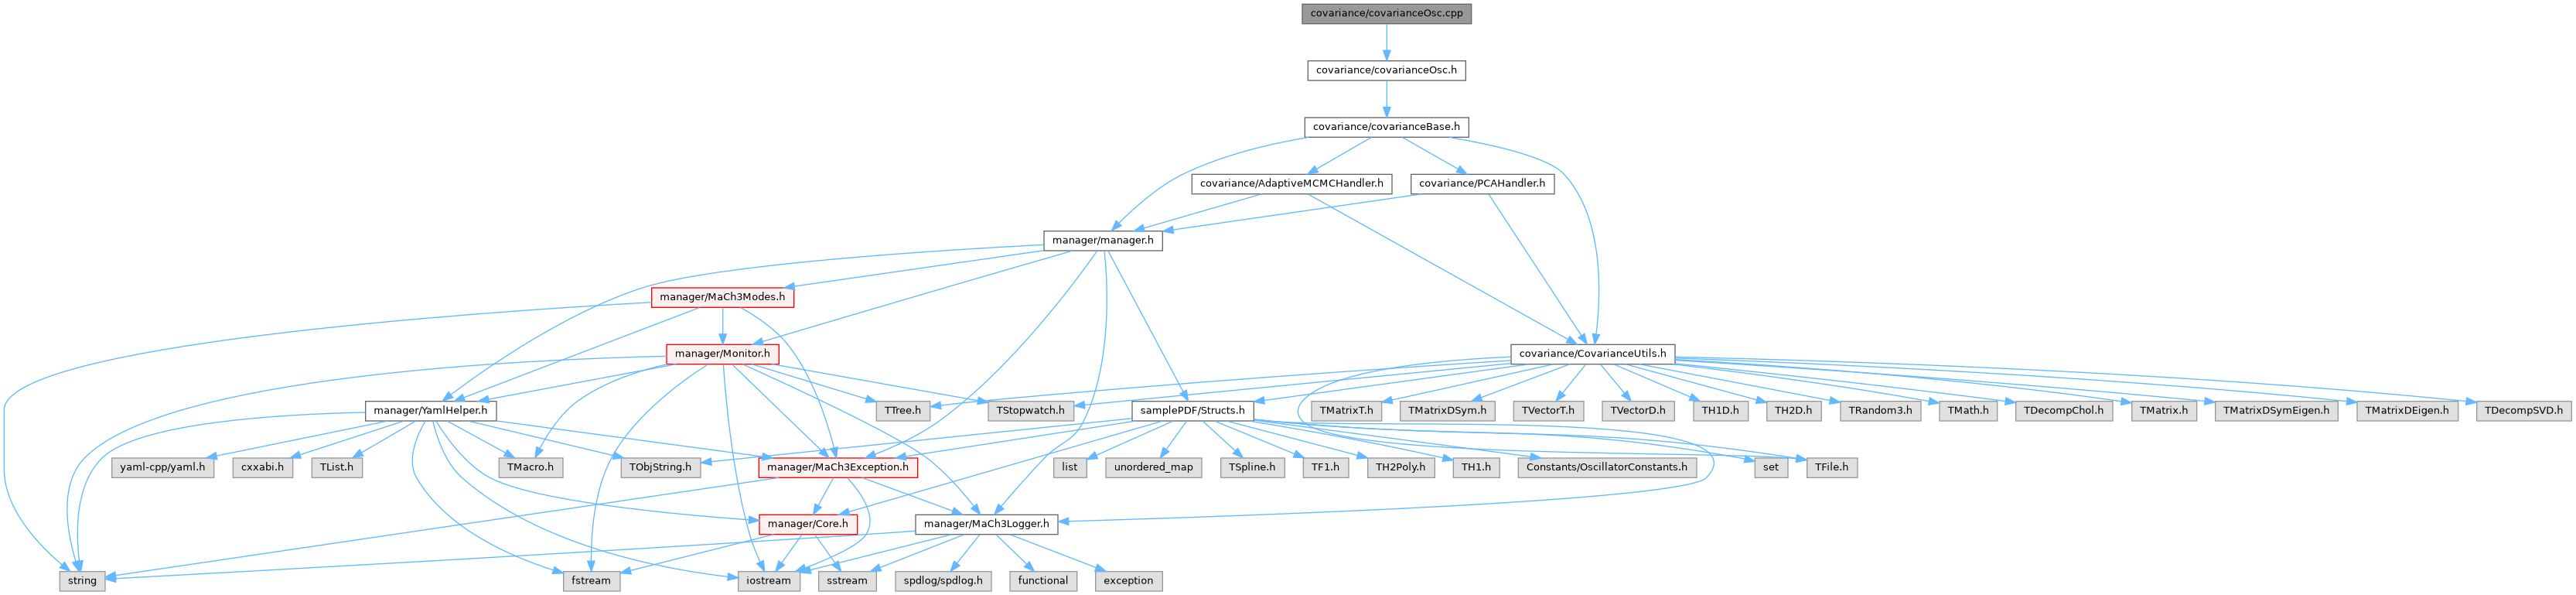 covariance/covarianceOsc.cpp
covariance/covarianceOsc.h
covariance/covarianceBase.h
covariance/AdaptiveMCMCHandler.h
covariance/PCAHandler.h
manager/manager.h
manager/MaCh3Modes.h
manager/Monitor.h
covariance/CovarianceUtils.h
manager/YamlHelper.h
TTree.h
TStopwatch.h
samplePDF/Structs.h
TMatrixT.h
TMatrixDSym.h
TVectorT.h
TVectorD.h
TH1D.h
TH2D.h
TRandom3.h
TMath.h
TDecompChol.h
TMatrix.h
TMatrixDSymEigen.h
TMatrixDEigen.h
TDecompSVD.h
yaml-cpp/yaml.h
cxxabi.h
TList.h
TMacro.h
TObjString.h
manager/MaCh3Exception.h
list
unordered_map
TSpline.h
TF1.h
TH2Poly.h
TH1.h
Constants/OscillatorConstants.h
set
TFile.h
manager/Core.h
manager/MaCh3Logger.h
string
fstream
iostream
sstream
spdlog/spdlog.h
functional
exception